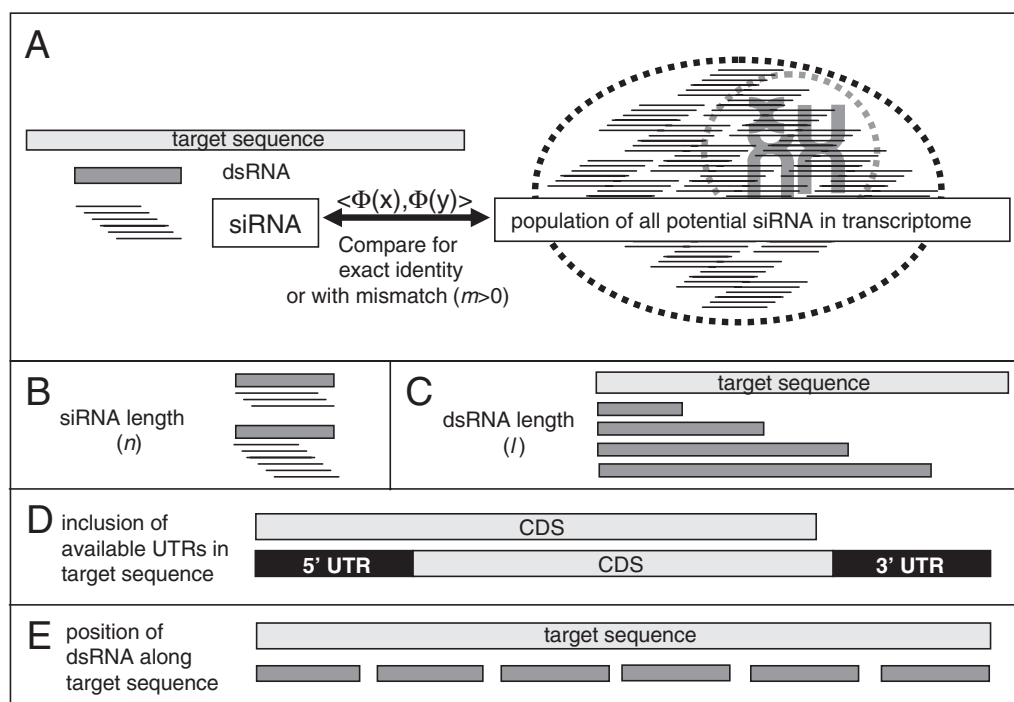 A
target sequence
dsRNA
siRNA
<Φ(x),Φ(y)>
Compare for
exact identity
or with mismatch (m>0)
population of all potential siRNA in transcriptome
B
siRNA length
(n)
C
dsRNA length
(l)
target sequence
D
inclusion of
available UTRs in
target sequence
CDS
5' UTR
CDS
3' UTR
E
position of
dsRNA along
target sequence
target sequence